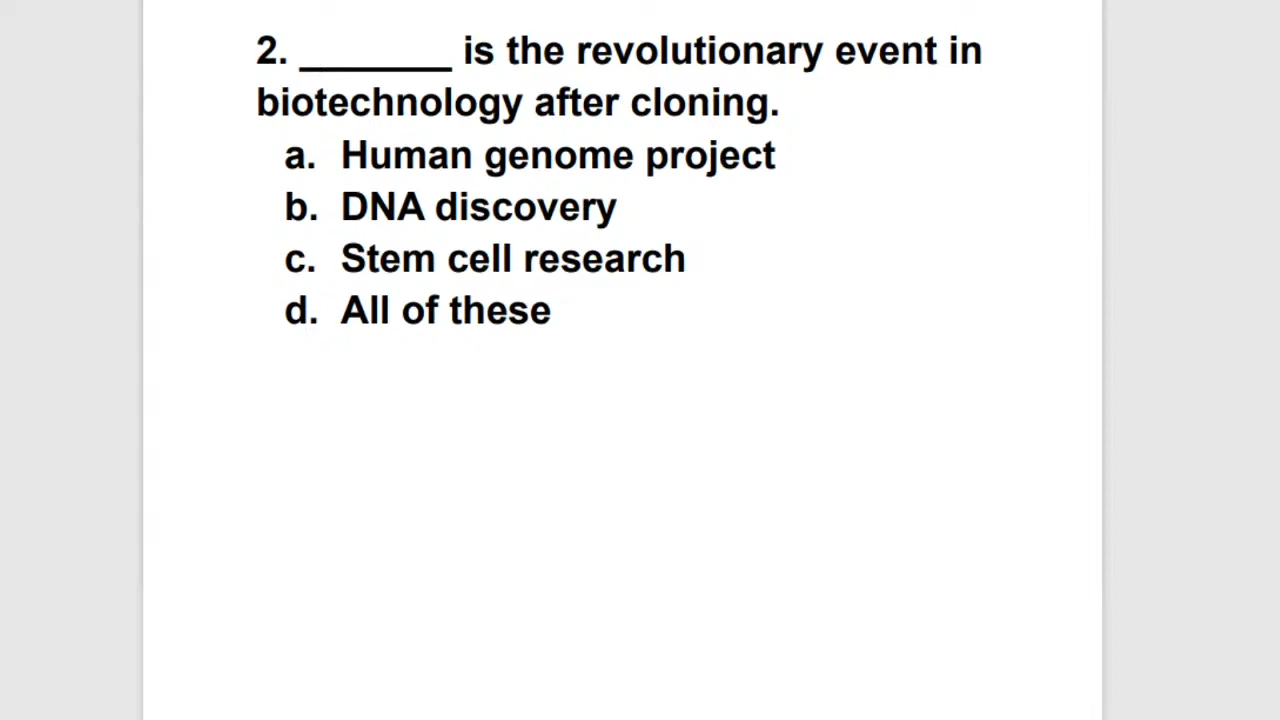 2. _______ is the revolutionary event in
biotechnology after cloning.
a. Human genome project
b. DNA discovery
c. Stem cell research
d. All of these